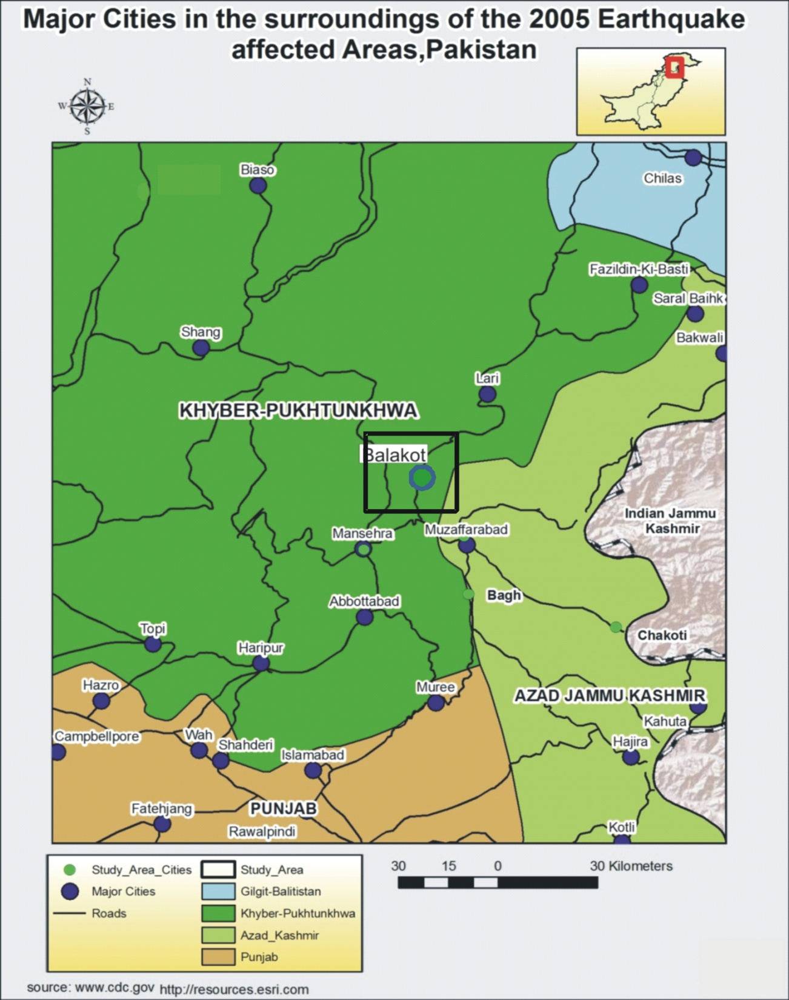 Major Cities in the surroundings of the 2005 Earthquake
affected Areas,Pakistan
N
W
E
S
Biaso
Chilas
Fazildin-Ki-Basti
Saral Baihk
Shang
Bakwali
Lari
KHYBER-PUKHTUNKHWA
Balakot
Indian Jammu
Kashmir
Mansehra
Muzaffarabad
Bagh
Abbottabad
Topi
Chakoti
Haripur
Hazro
Muree
AZAD JAMMU KASHMIR
Kahuta
Campbellpore
Wah
Shahderi
Hajira
Islamabad
Fatehjang
PUNJAB
Rawalpindi
Kotli
Study_Area_Cities
Major Cities
Roads
Study_Area
Gilgit-Balitistan
Khyber-Pukhtunkhwa
Azad_Kashmir
Punjab
30 15 0 30 Kilometers
source: www.cdc.gov http://resources.esri.com